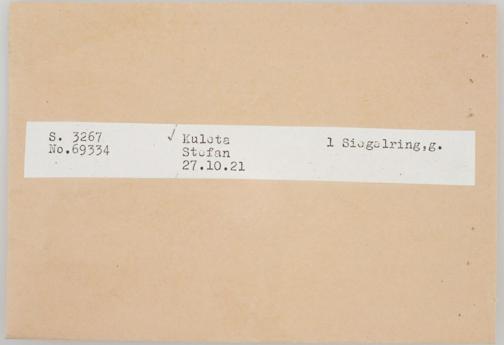 S. 3267
No.69334
✓ Kulota
Stefan
27.10.21
1 Siegelring,g.